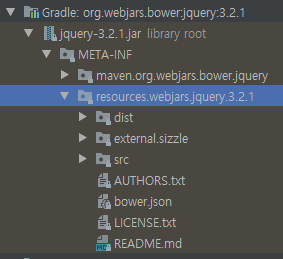 Gradle: org.webjars.bower:jquery:3.2.1
jquery-3.2.1.jar library root
META-INF
maven.org.webjars.bower.jquery
resources.webjars.jquery.3.2.1
dist
external.sizzle
src
AUTHORS.txt
bower.json
LICENSE.txt
README.md